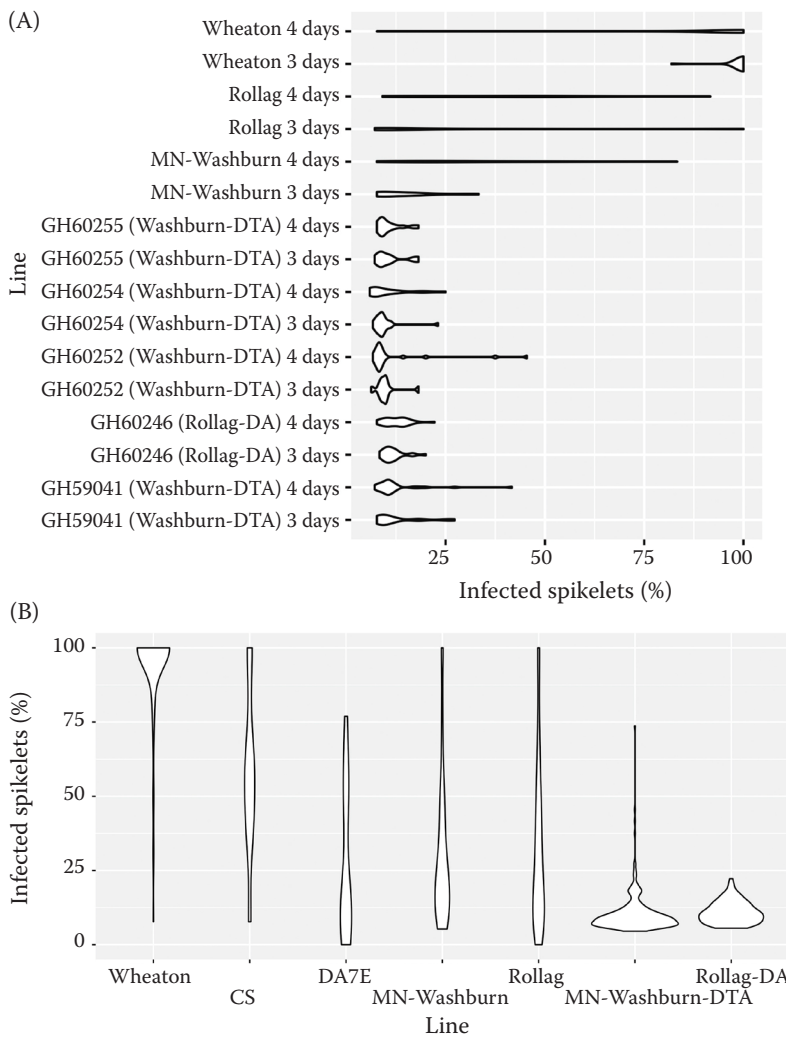 (A)
Wheaton 4 days
Wheaton 3 days
Rollag 4 days
Rollag 3 days
MN-Washburn 4 days
MN-Washburn 3 days
GH60255 (Washburn-DTA) 4 days
GH60255 (Washburn-DTA) 3 days
GH60254 (Washburn-DTA) 4 days
GH60254 (Washburn-DTA) 3 days
GH60252 (Washburn-DTA) 4 days
GH60252 (Washburn-DTA) 3 days
GH60246 (Rollag-DA) 4 days
GH60246 (Rollag-DA) 3 days
GH59041 (Washburn-DTA) 4 days
GH59041 (Washburn-DTA) 3 days
Line
25 50 75 100
Infected spikelets (%)
(B)
Infected spikelets (%)
100
75
50
25
0
Wheaton DA7E Rollag Rollag-DA
CS MN-Washburn MN-Washburn-DTA
Line